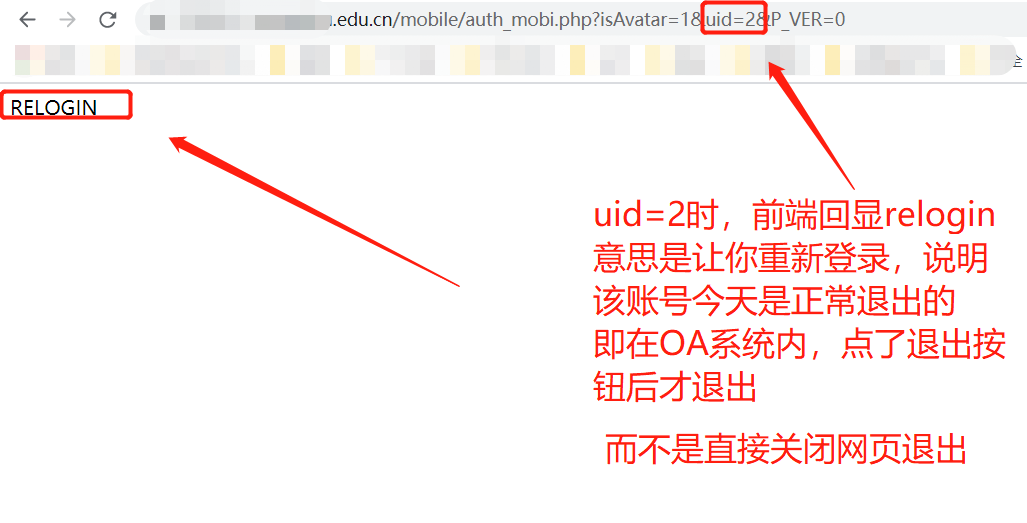 .edu.cn/mobile/auth_mobi.php?isAvatar=1&uid=2&P_VER=0
RELOGIN
uid=2时，前端回显relogin
意思是让你重新登录，说明
该账号今天是正常退出的
即在OA系统内，点了退出按
钮后才退出
而不是直接关闭网页退出